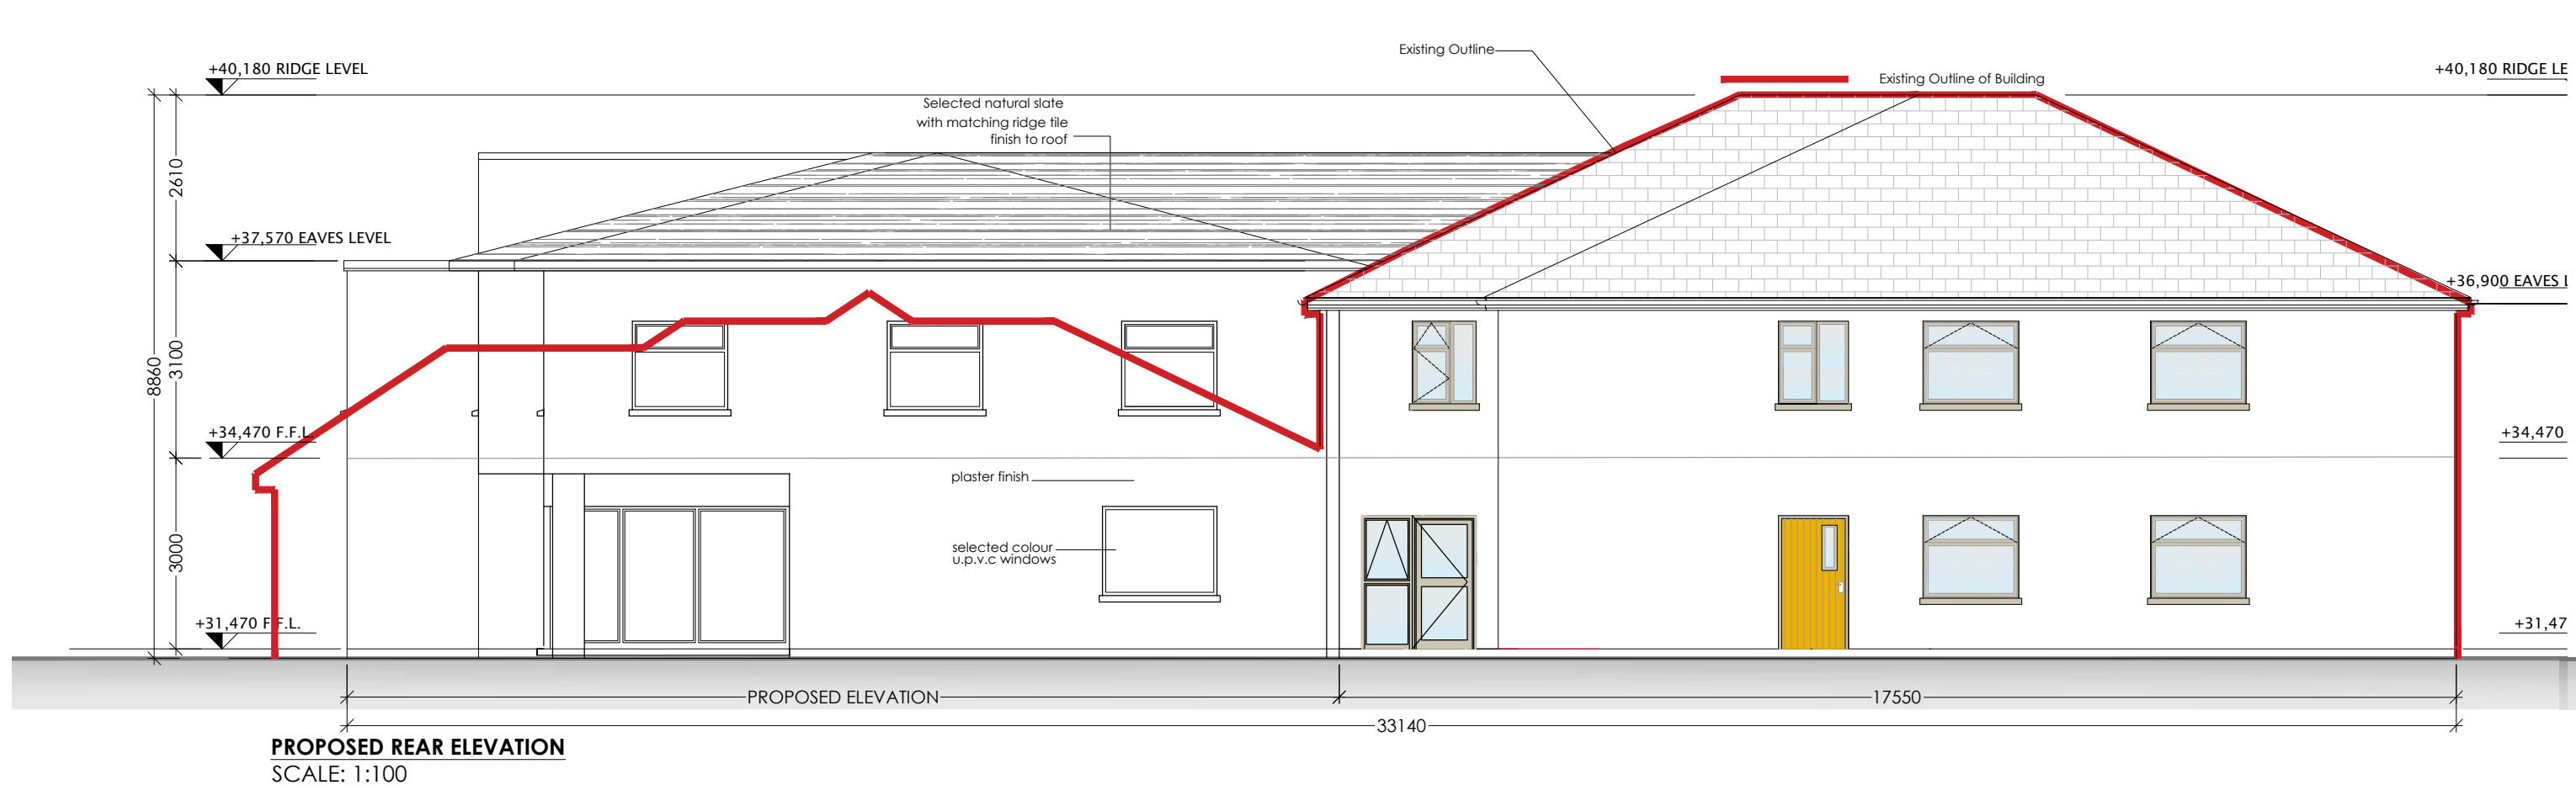 Existing Outline
+40,180 RIDGE LEVEL
Existing Outline of Building
+40,180 RIDGE LE
Selected natural slate
with matching ridge tile
finish to roof
2610
+37,570 EAVES LEVEL
+36,900 EAVES L
8860
3100
+34,470 F.F.L.
+34,470
plaster finish
selected colour
u.p.v.c windows
3000
+31,470 F.F.L.
+31,47
PROPOSED ELEVATION
17550
33140
PROPOSED REAR ELEVATION
SCALE: 1:100